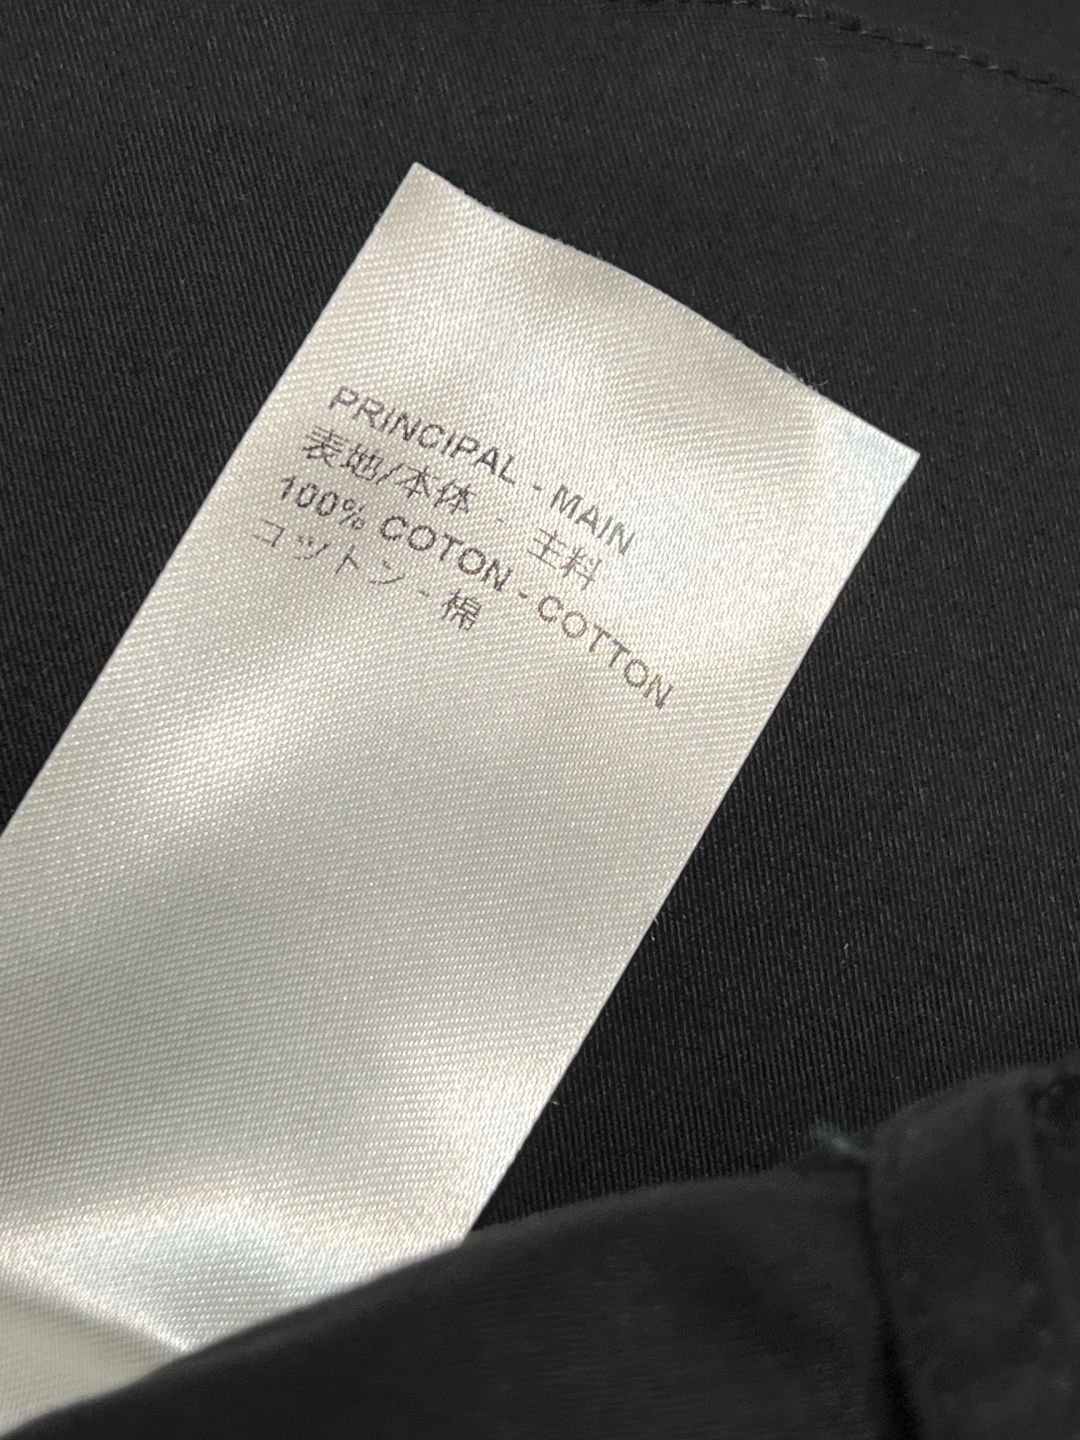 PRINCIPAL - MAIN
表地/本体 - 主料
100% COTON - COTTON
コットン - 棉